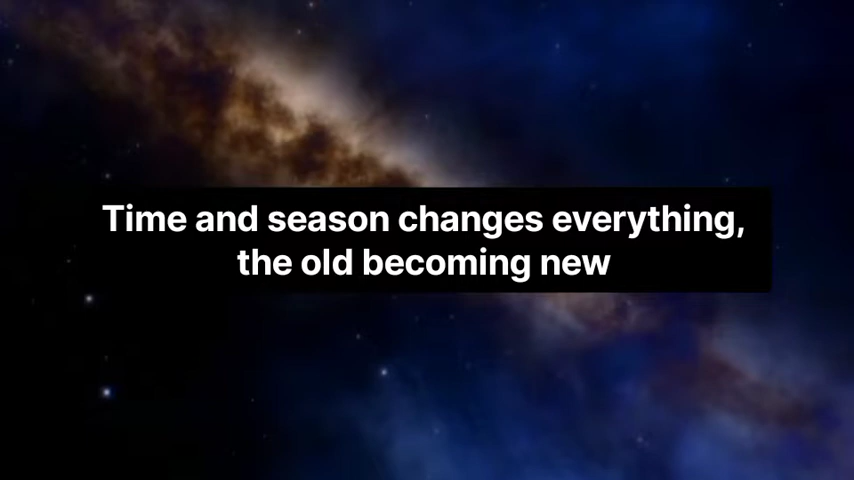 Time and season changes everything,
the old becoming new